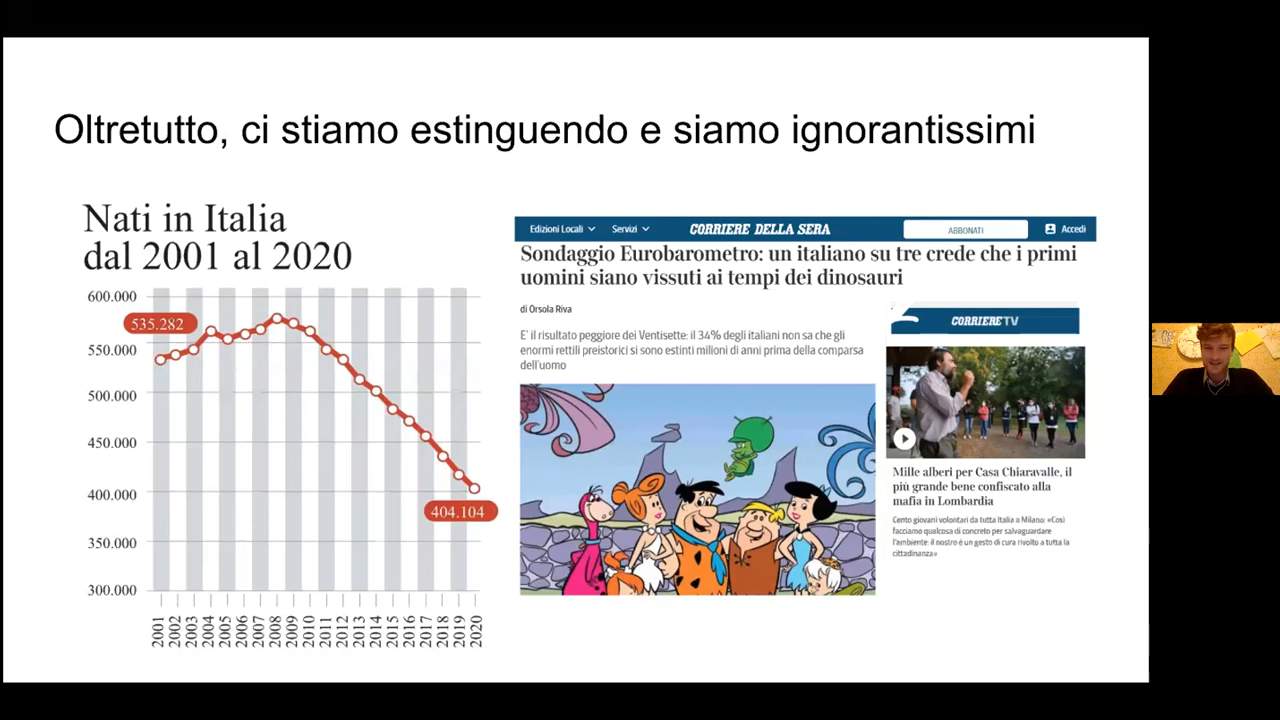 Oltretutto, ci stiamo estinguendo e siamo ignorantissimi
Nati in Italia
dal 2001 al 2020
600.000
550.000
500.000
450.000
400.000
350.000
300.000
535.282
404.104
2001
2002
2003
2004
2005
2006
2007
2008
2009
2010
2011
2012
2013
2014
2015
2016
2017
2018
2019
2020
Edizioni Locali
Servizi
CORRIERE DELLA SERA
ABBONATI
Accedi
Sondaggio Eurobarometro: un italiano su tre crede che i primi
uomini siano vissuti ai tempi dei dinosauri
di Orsola Riva
E' il risultato peggiore dei Ventisette: il 34% degli italiani non sa che gli
enormi rettili preistorici si sono estinti milioni di anni prima della comparsa
dell'uomo
CORRIERE TV
Mille alberi per Casa Chiaravalle, il
più grande bene confiscato alla
mafia in Lombardia
Cento giovani volontari da tutta Italia a Milano: «Così
facciamo qualcosa di concreto per salvaguardare
l'ambiente: il nostro è un gesto di cura rivolto a tutta la
cittadinanza»